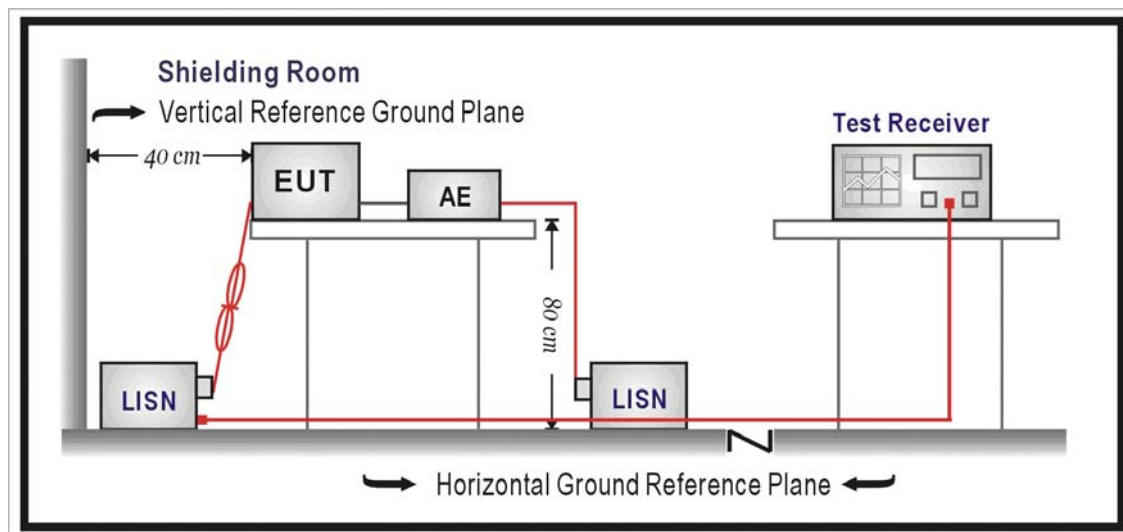 Shielding Room
Vertical Reference Ground Plane
Test Receiver
40 cm
EUT
AE
80 cm
LISN
LISN
Horizontal Ground Reference Plane